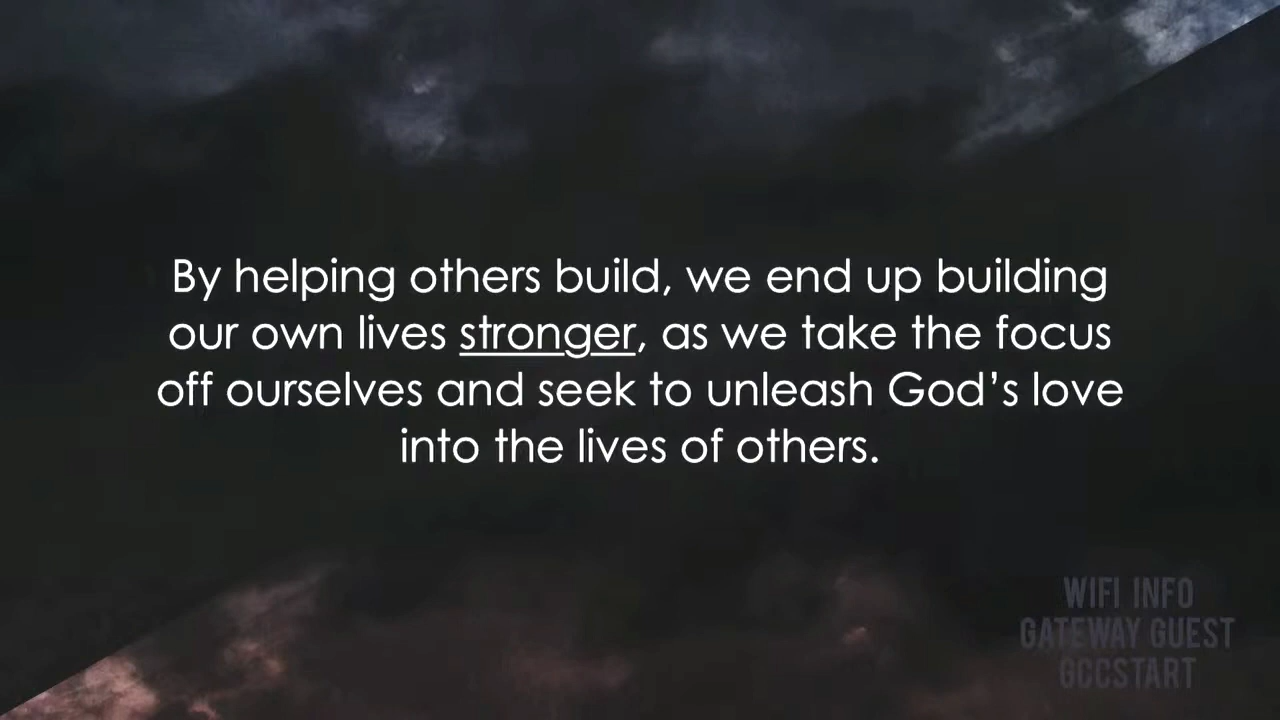 By helping others build, we end up building
our own lives stronger, as we take the focus
off ourselves and seek to unleash God’s love
into the lives of others.
WIFI INFO
GATEWAY GUEST
GCCSTART